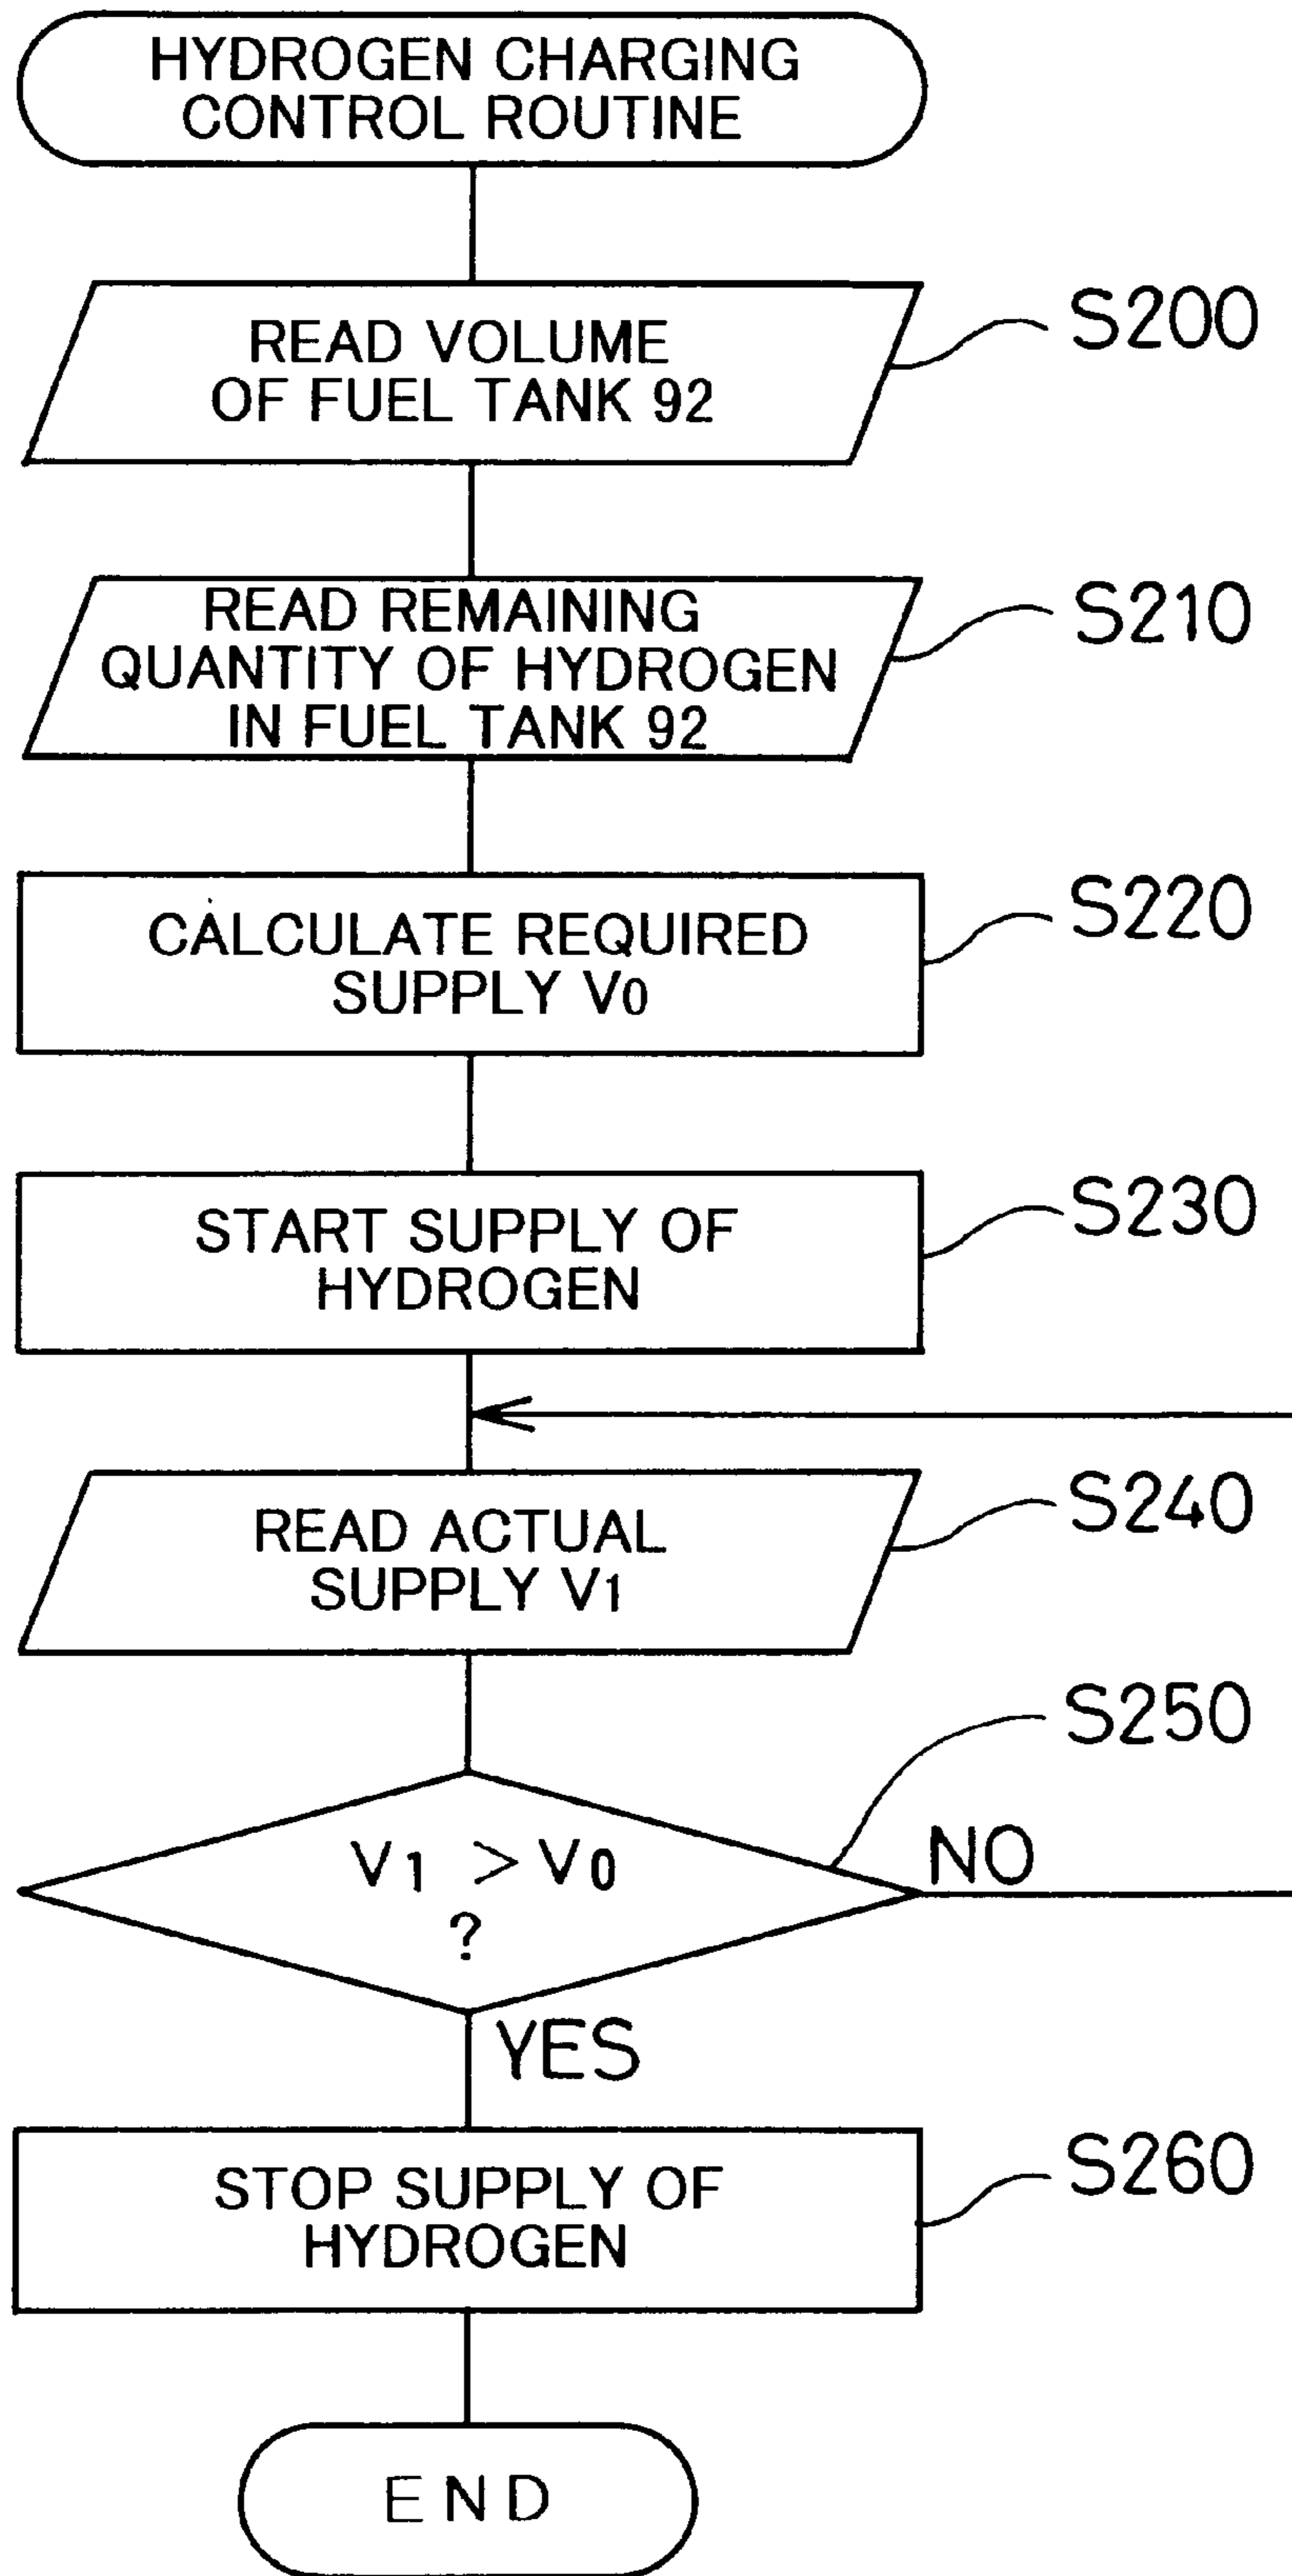 HYDROGEN CHARGING
CONTROL ROUTINE
READ VOLUME
OF FUEL TANK 92
S200
READ REMAINING
QUANTITY OF HYDROGEN
IN FUEL TANK 92
S210
CALCULATE REQUIRED
SUPPLY V0
S220
START SUPPLY OF
HYDROGEN
S230
READ ACTUAL
SUPPLY V1
S240
V1 > V0
?
S250
NO
YES
STOP SUPPLY OF
HYDROGEN
S260
END